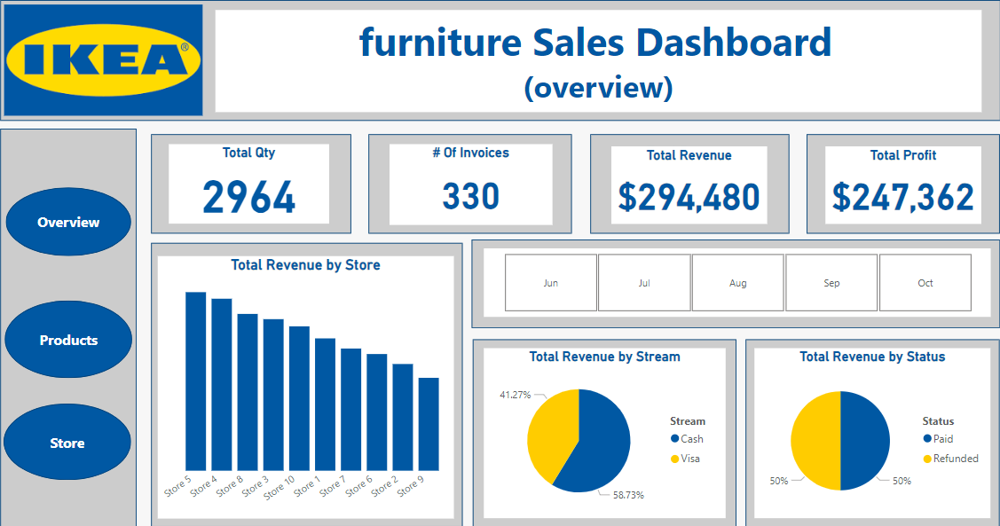 IKEA®
furniture Sales Dashboard
(overview)
Overview
Products
Store
Total Qty
2964
# Of Invoices
330
Total Revenue
$294,480
Total Profit
$247,362
Total Revenue by Store
Store 5
Store 4
Store 8
Store 3
Store 10
Store 1
Store 7
Store 6
Store 2
Store 9
Jun
Jul
Aug
Sep
Oct
Total Revenue by Stream
41.27%
58.73%
Stream
Cash
Visa
Total Revenue by Status
50%
50%
Status
Paid
Refunded